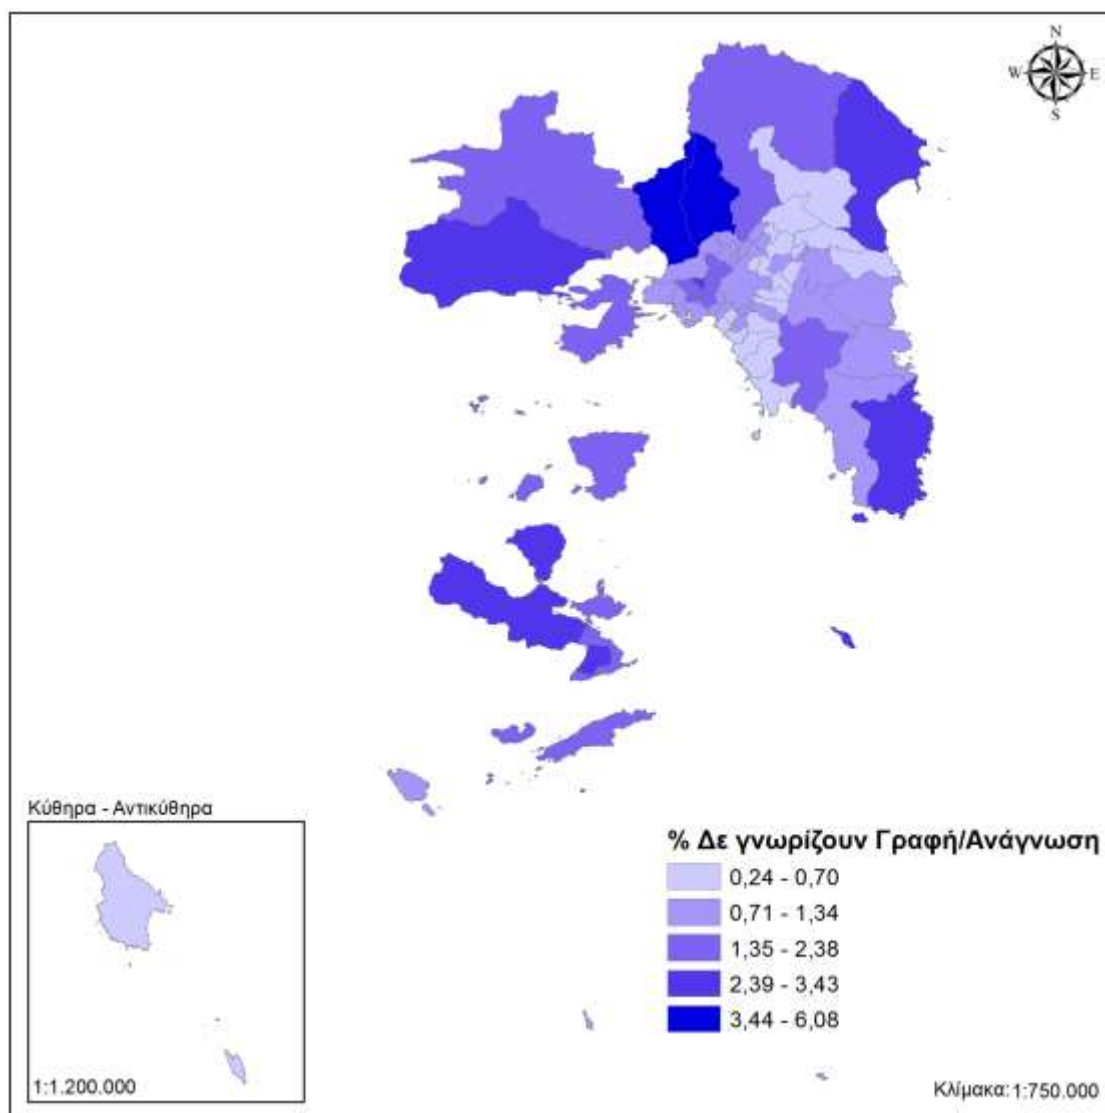 N
W E
S
Κύθηρα - Αντικύθηρα
1:1.200.000
% Δε γνωρίζουν Γραφή/Ανάγνωση
0,24 - 0,70
0,71 - 1,34
1,35 - 2,38
2,39 - 3,43
3,44 - 6,08
Κλίμακα: 1:750.000